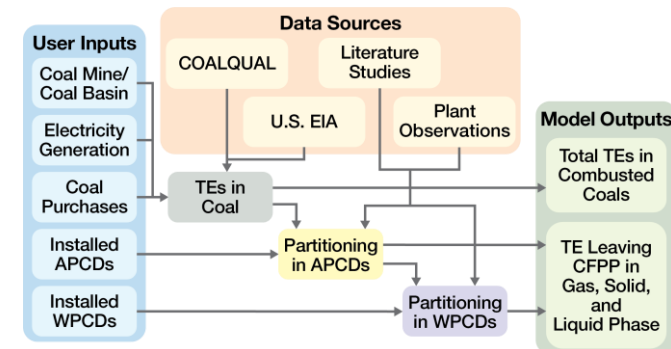 User Inputs
Coal Mine/
Coal Basin
Electricity
Generation
Coal
Purchases
Installed
APCDs
Installed
WPCDs
Data Sources
COALQUAL
Literature
Studies
U.S. EIA
Plant
Observations
TEs in
Coal
Partitioning
in APCDs
Partitioning
in WPCDs
Model Outputs
Total TEs in
Combusted
Coals
TE Leaving
CFPP in
Gas, Solid,
and
Liquid Phase